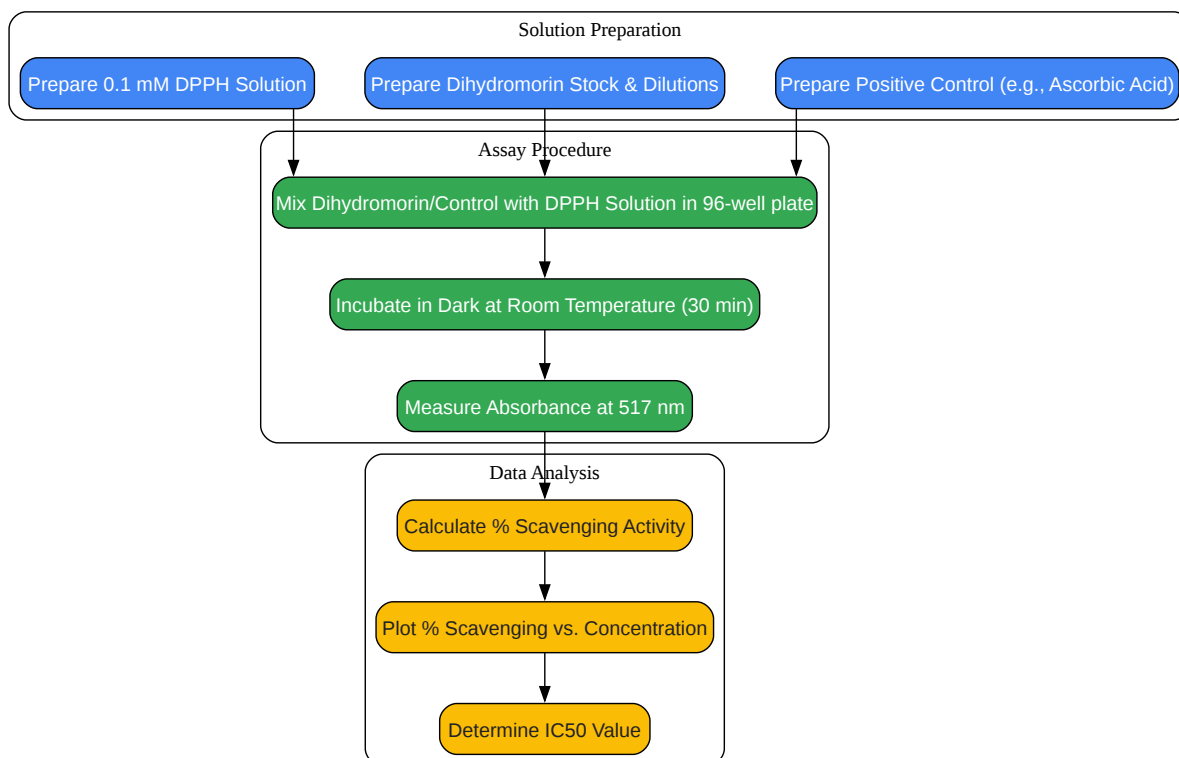 Solution Preparation
Prepare 0.1 mM DPPH Solution
Prepare Dihydromorin Stock & Dilutions
Prepare Positive Control (e.g., Ascorbic Acid)
Assay Procedure
Mix Dihydromorin/Control with DPPH Solution in 96-well plate
Incubate in Dark at Room Temperature (30 min)
Measure Absorbance at 517 nm
Data Analysis
Calculate % Scavenging Activity
Plot % Scavenging vs. Concentration
Determine IC50 Value